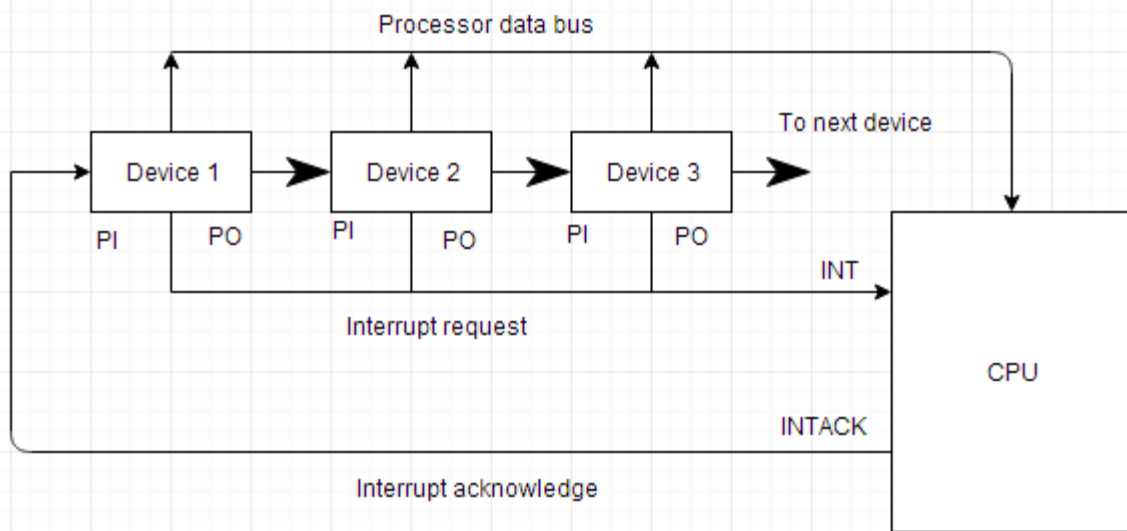 Processor data bus
To next device
Device 1
Device 2
Device 3
PI
PO
PI
PO
PI
PO
INT
Interrupt request
CPU
INTACK
Interrupt acknowledge